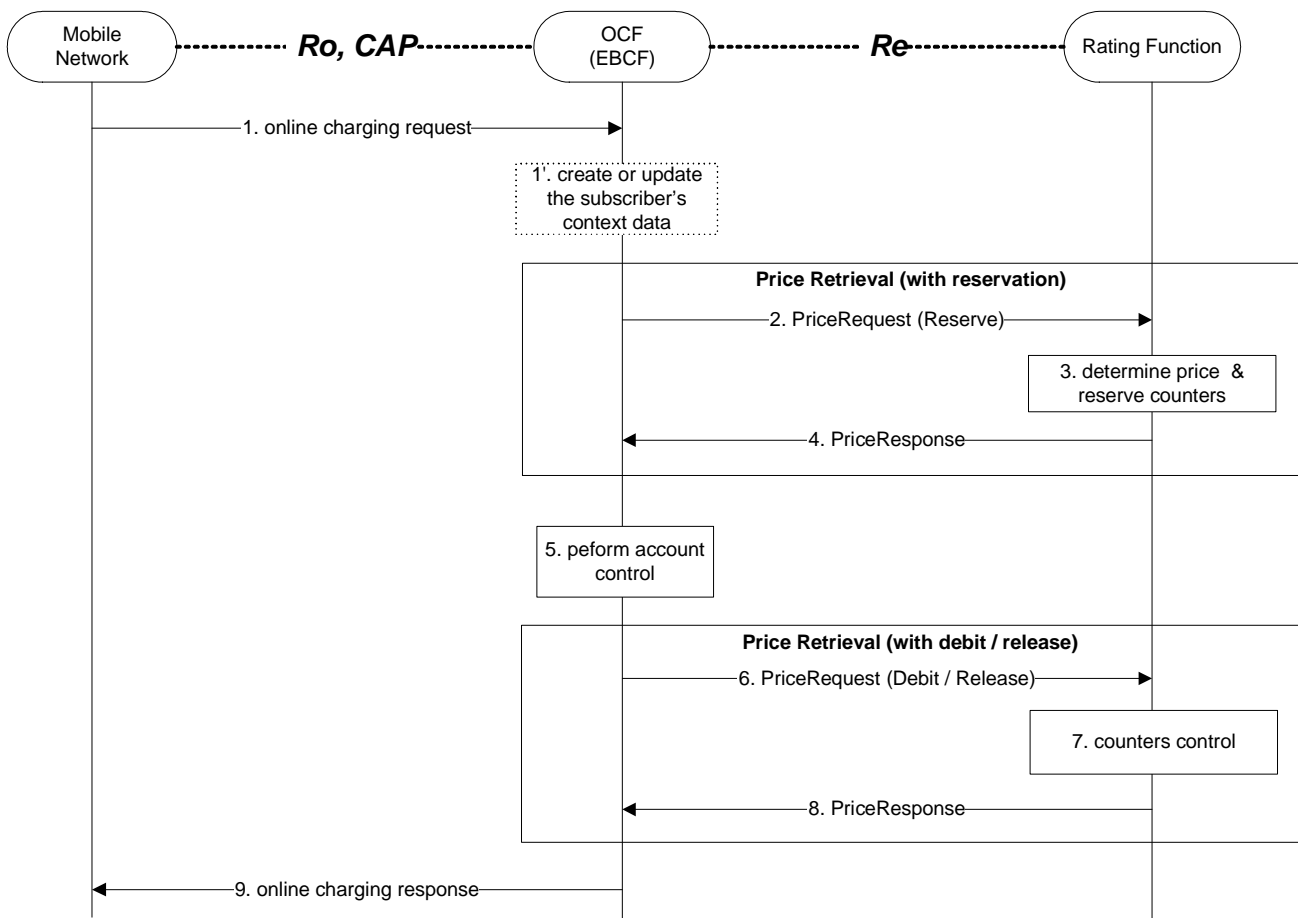 Mobile
Network
Ro, CAP
OCF
(EBCF)
Re
Rating Function
1. online charging request
1'. create or update
the subscriber's
context data
Price Retrieval (with reservation)
2. PriceRequest (Reserve)
3. determine price &
reserve counters
4. PriceResponse
5. peform account
control
Price Retrieval (with debit / release)
6. PriceRequest (Debit / Release)
7. counters control
8. PriceResponse
9. online charging response